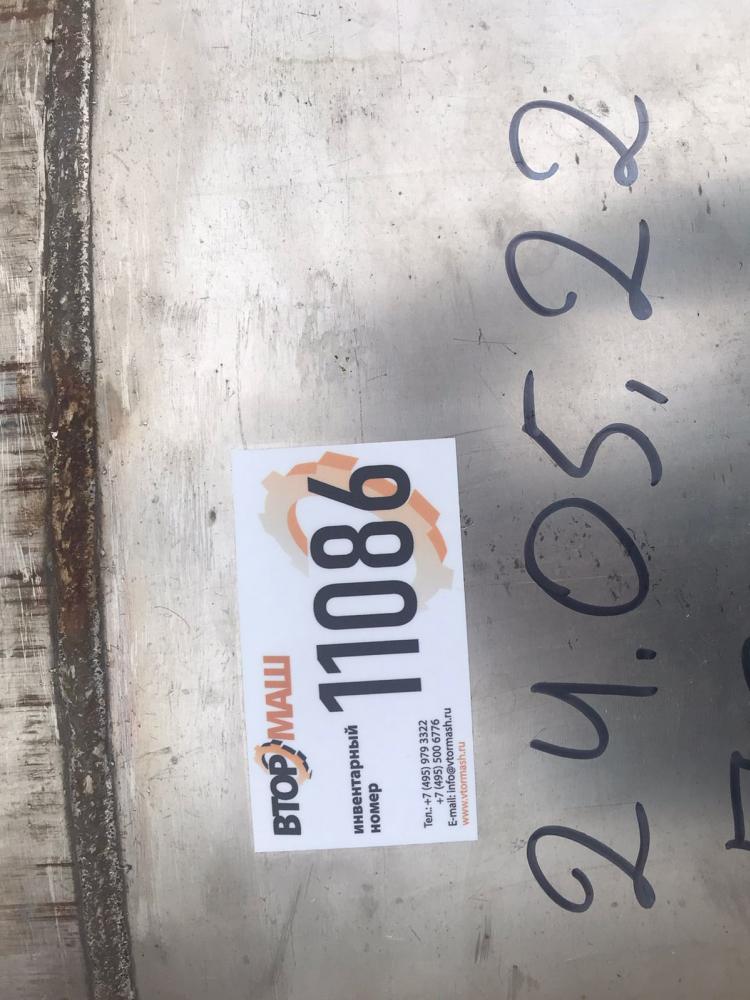 ВТОРМАШ
инвентарный
номер
11086
Тел.: +7 (495) 979 3322
+7 (495) 500 6776
E-mail: info@vtormash.ru
www.vtormash.ru
24.05.22